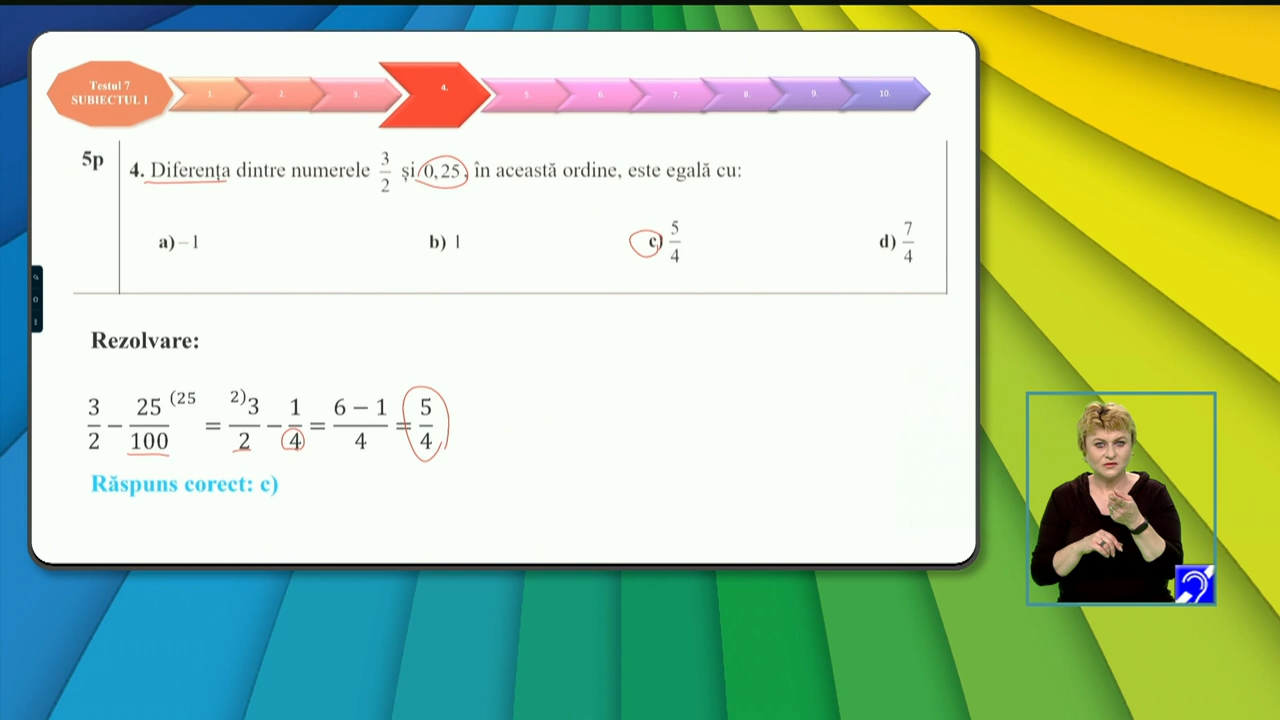 Testul 7
SUBIECTUL I
1. 2. 3. 4. 5. 6. 7. 8. 9. 10.
5p
4. Diferența dintre numerele 3/2 și 0,25, în această ordine, este egală cu:
a) –1 b) 1 c) 5/4 d) 7/4
Rezolvare:
3/2 − 25/100 (25 = 2) 3/2 − 1/4 = 6 − 1/4 = 5/4
Răspuns corect: c)